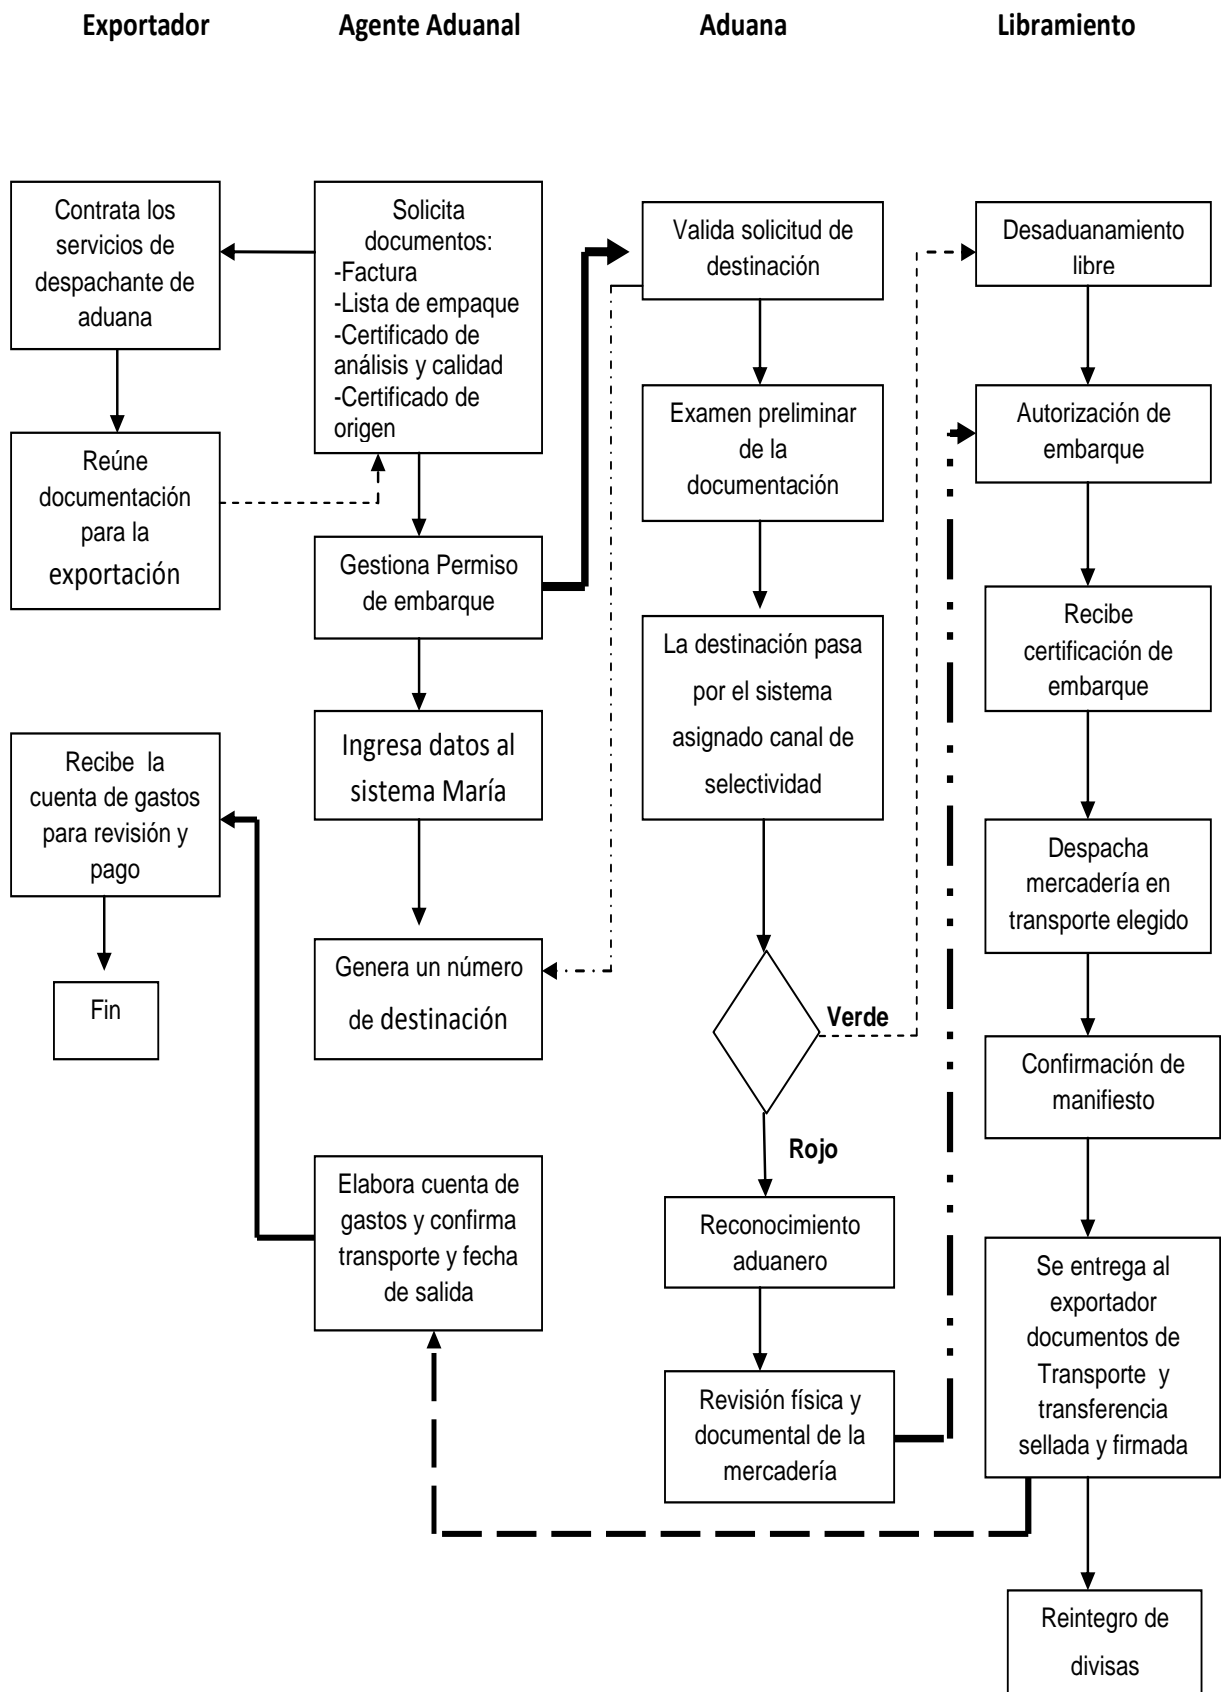 Exportador
Agente Aduanal
Aduana
Libramiento
Contrata los
servicios de
despachante de
aduana
Reúne
documentación
para la
exportación
Recibe la
cuenta de gastos
para revisión y
pago
Fin
Solicita
documentos:
-Factura
-Lista de empaque
-Certificado de
análisis y calidad
-Certificado de
origen
Gestiona Permiso
de embarque
Ingresa datos al
sistema María
Genera un número
de destinación
Elabora cuenta de
gastos y confirma
transporte y fecha
de salida
Valida solicitud de
destinación
Examen preliminar
de la
documentación
La destinación pasa
por el sistema
asignado canal de
selectividad
Verde
Rojo
Reconocimiento
aduanero
Revisión física y
documental de la
mercadería
Desaduanamiento
libre
Autorización de
embarque
Recibe
certificación de
embarque
Despacha
mercadería en
transporte elegido
Confirmación de
manifiesto
Se entrega al
exportador
documentos de
Transporte y
transferencia
sellada y firmada
Reintegro de
divisas